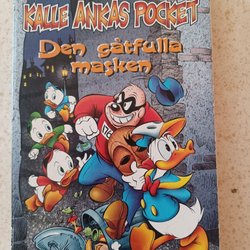 KALLE ANKAS POCKET
Den gåtfulla
masken